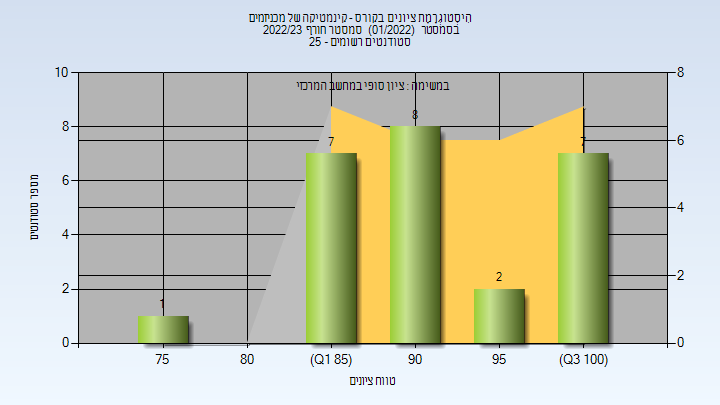 היסטוגרמת ציונים בקורס - קינמטיקה של מכניזמים
בסמסטר (01/2022) סמסטר חורף 2022/23
סטודנטים רשומים - 25
במשימה : ציון סופי במחשב המרכזי
10
8
6
4
2
0
8
6
4
2
0
מספר סטודנטים
1
7
8
2
7
75
80
(Q1 85)
90
95
(Q3 100)
טווח ציונים